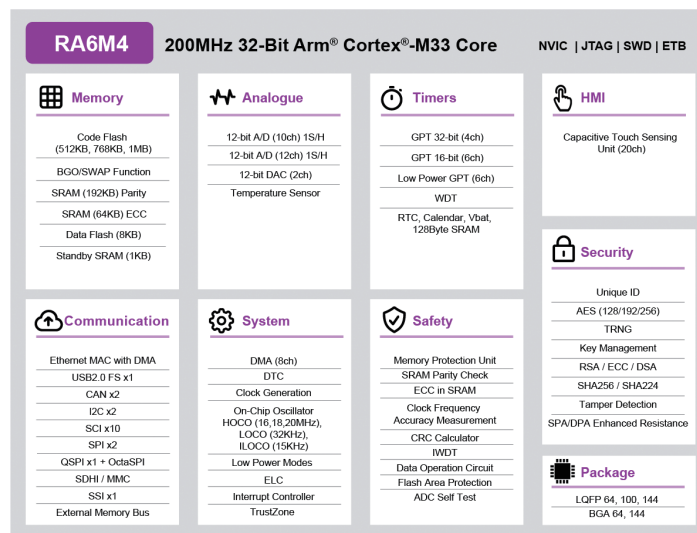 RA6M4
200MHz 32-Bit Arm® Cortex®-M33 Core
NVIC | JTAG | SWD | ETB
Memory
Code Flash
(512KB, 768KB, 1MB)
BGO/SWAP Function
SRAM (192KB) Parity
SRAM (64KB) ECC
Data Flash (8KB)
Standby SRAM (1KB)
Analogue
12-bit A/D (10ch) 1S/H
12-bit A/D (12ch) 1S/H
12-bit DAC (2ch)
Temperature Sensor
Timers
GPT 32-bit (4ch)
GPT 16-bit (6ch)
Low Power GPT (6ch)
WDT
RTC, Calendar, Vbat,
128Byte SRAM
HMI
Capacitive Touch Sensing
Unit (20ch)
Communication
Ethernet MAC with DMA
USB2.0 FS x1
CAN x2
I2C x2
SCI x10
SPI x2
QSPI x1 + OctaSPI
SDHI / MMC
SSI x1
External Memory Bus
System
DMA (8ch)
DTC
Clock Generation
On-Chip Oscillator
HOCO (16,18,20MHz),
LOCO (32KHz),
ILOCO (15KHz)
Low Power Modes
ELC
Interrupt Controller
TrustZone
Safety
Memory Protection Unit
SRAM Parity Check
ECC in SRAM
Clock Frequency
Accuracy Measurement
CRC Calculator
IWDT
Data Operation Circuit
Flash Area Protection
ADC Self Test
Security
Unique ID
AES (128/192/256)
TRNG
Key Management
RSA / ECC / DSA
SHA256 / SHA224
Tamper Detection
SPA/DPA Enhanced Resistance
Package
LQFP 64, 100, 144
BGA 64, 144